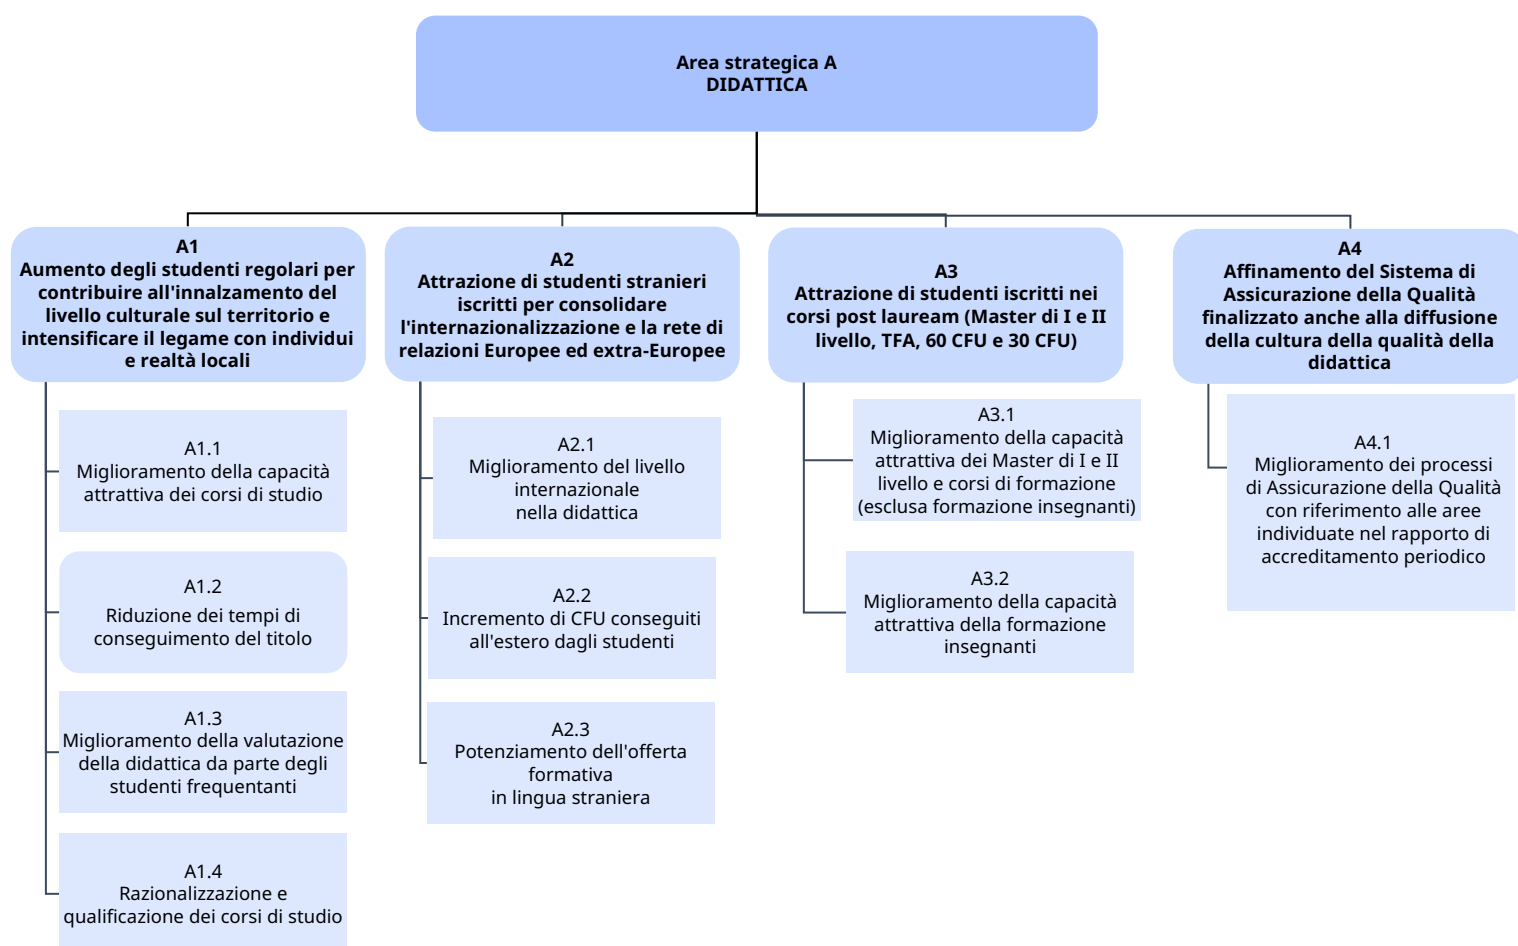 Area strategica A
DIDATTICA
A1
Aumento degli studenti regolari per
contribuire all'innalzamento del
livello culturale sul territorio e
intensificare il legame con individui
e realtà locali
A1.1
Miglioramento della capacità
attrattiva dei corsi di studio
A1.2
Riduzione dei tempi di
conseguimento del titolo
A1.3
Miglioramento della valutazione
della didattica da parte degli
studenti frequentanti
A1.4
Razionalizzazione e
qualificazione dei corsi di studio
A2
Attrazione di studenti stranieri
iscritti per consolidare
l'internazionalizzazione e la rete di
relazioni Europee ed extra-Europee
A2.1
Miglioramento del livello
internazionale
nella didattica
A2.2
Incremento di CFU conseguiti
all'estero dagli studenti
A2.3
Potenziamento dell'offerta
formativa
in lingua straniera
A3
Attrazione di studenti iscritti nei
corsi post lauream (Master di I e II
livello, TFA, 60 CFU e 30 CFU)
A3.1
Miglioramento della capacità
attrattiva dei Master di I e II
livello e corsi di formazione
(esclusa formazione insegnanti)
A3.2
Miglioramento della capacità
attrattiva della formazione
insegnanti
A4
Affinamento del Sistema di
Assicurazione della Qualità
finalizzato anche alla diffusione
della cultura della qualità della
didattica
A4.1
Miglioramento dei processi
di Assicurazione della Qualità
con riferimento alle aree
individuate nel rapporto di
accreditamento periodico